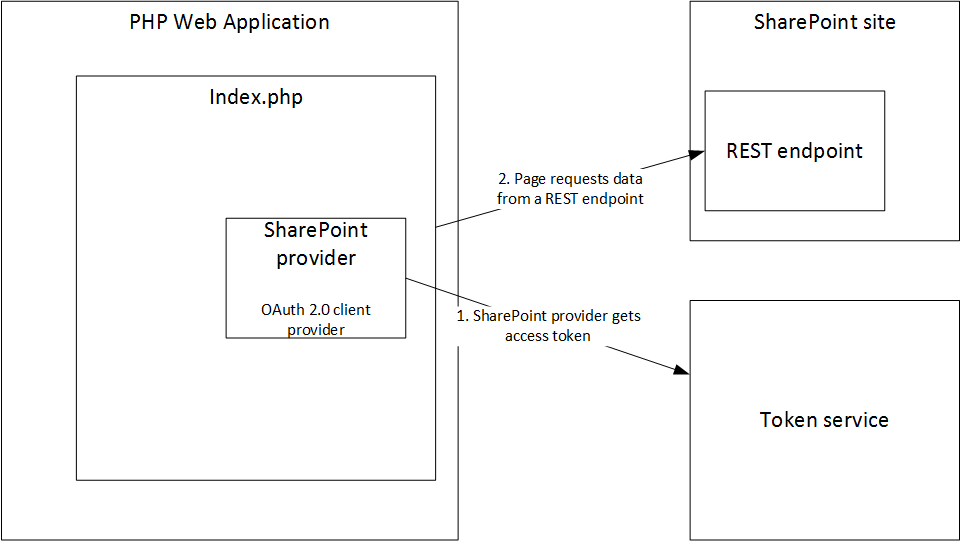 PHP Web Application
Index.php
SharePoint
provider
OAuth 2.0 client
provider
2. Page requests data
from a REST endpoint
1. SharePoint provider gets
access token
SharePoint site
REST endpoint
Token service